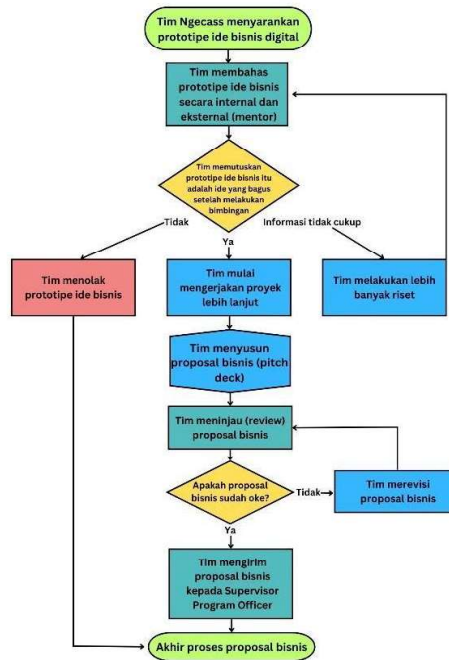 Tim Ngecass menyarankan
prototipe ide bisnis digital
Tim membahas
prototipe ide bisnis
secara internal dan
eksternal (mentor)
Tim memutuskan
prototipe ide bisnis itu
adalah ide yang bagus
setelah melakukan
bimbingan
Tidak
Ya
Informasi tidak cukup
Tim menolak
prototipe ide bisnis
Tim mulai
mengerjakan proyek
lebih lanjut
Tim melakukan lebih
banyak riset
Tim menyusun
proposal bisnis (pitch
deck)
Tim meninjau (review)
proposal bisnis
Apakah proposal
bisnis sudah oke?
Tidak
Tim merevisi
proposal bisnis
Ya
Tim mengirim
proposal bisnis
kepada Supervisor
Program Officer
Akhir proses proposal bisnis